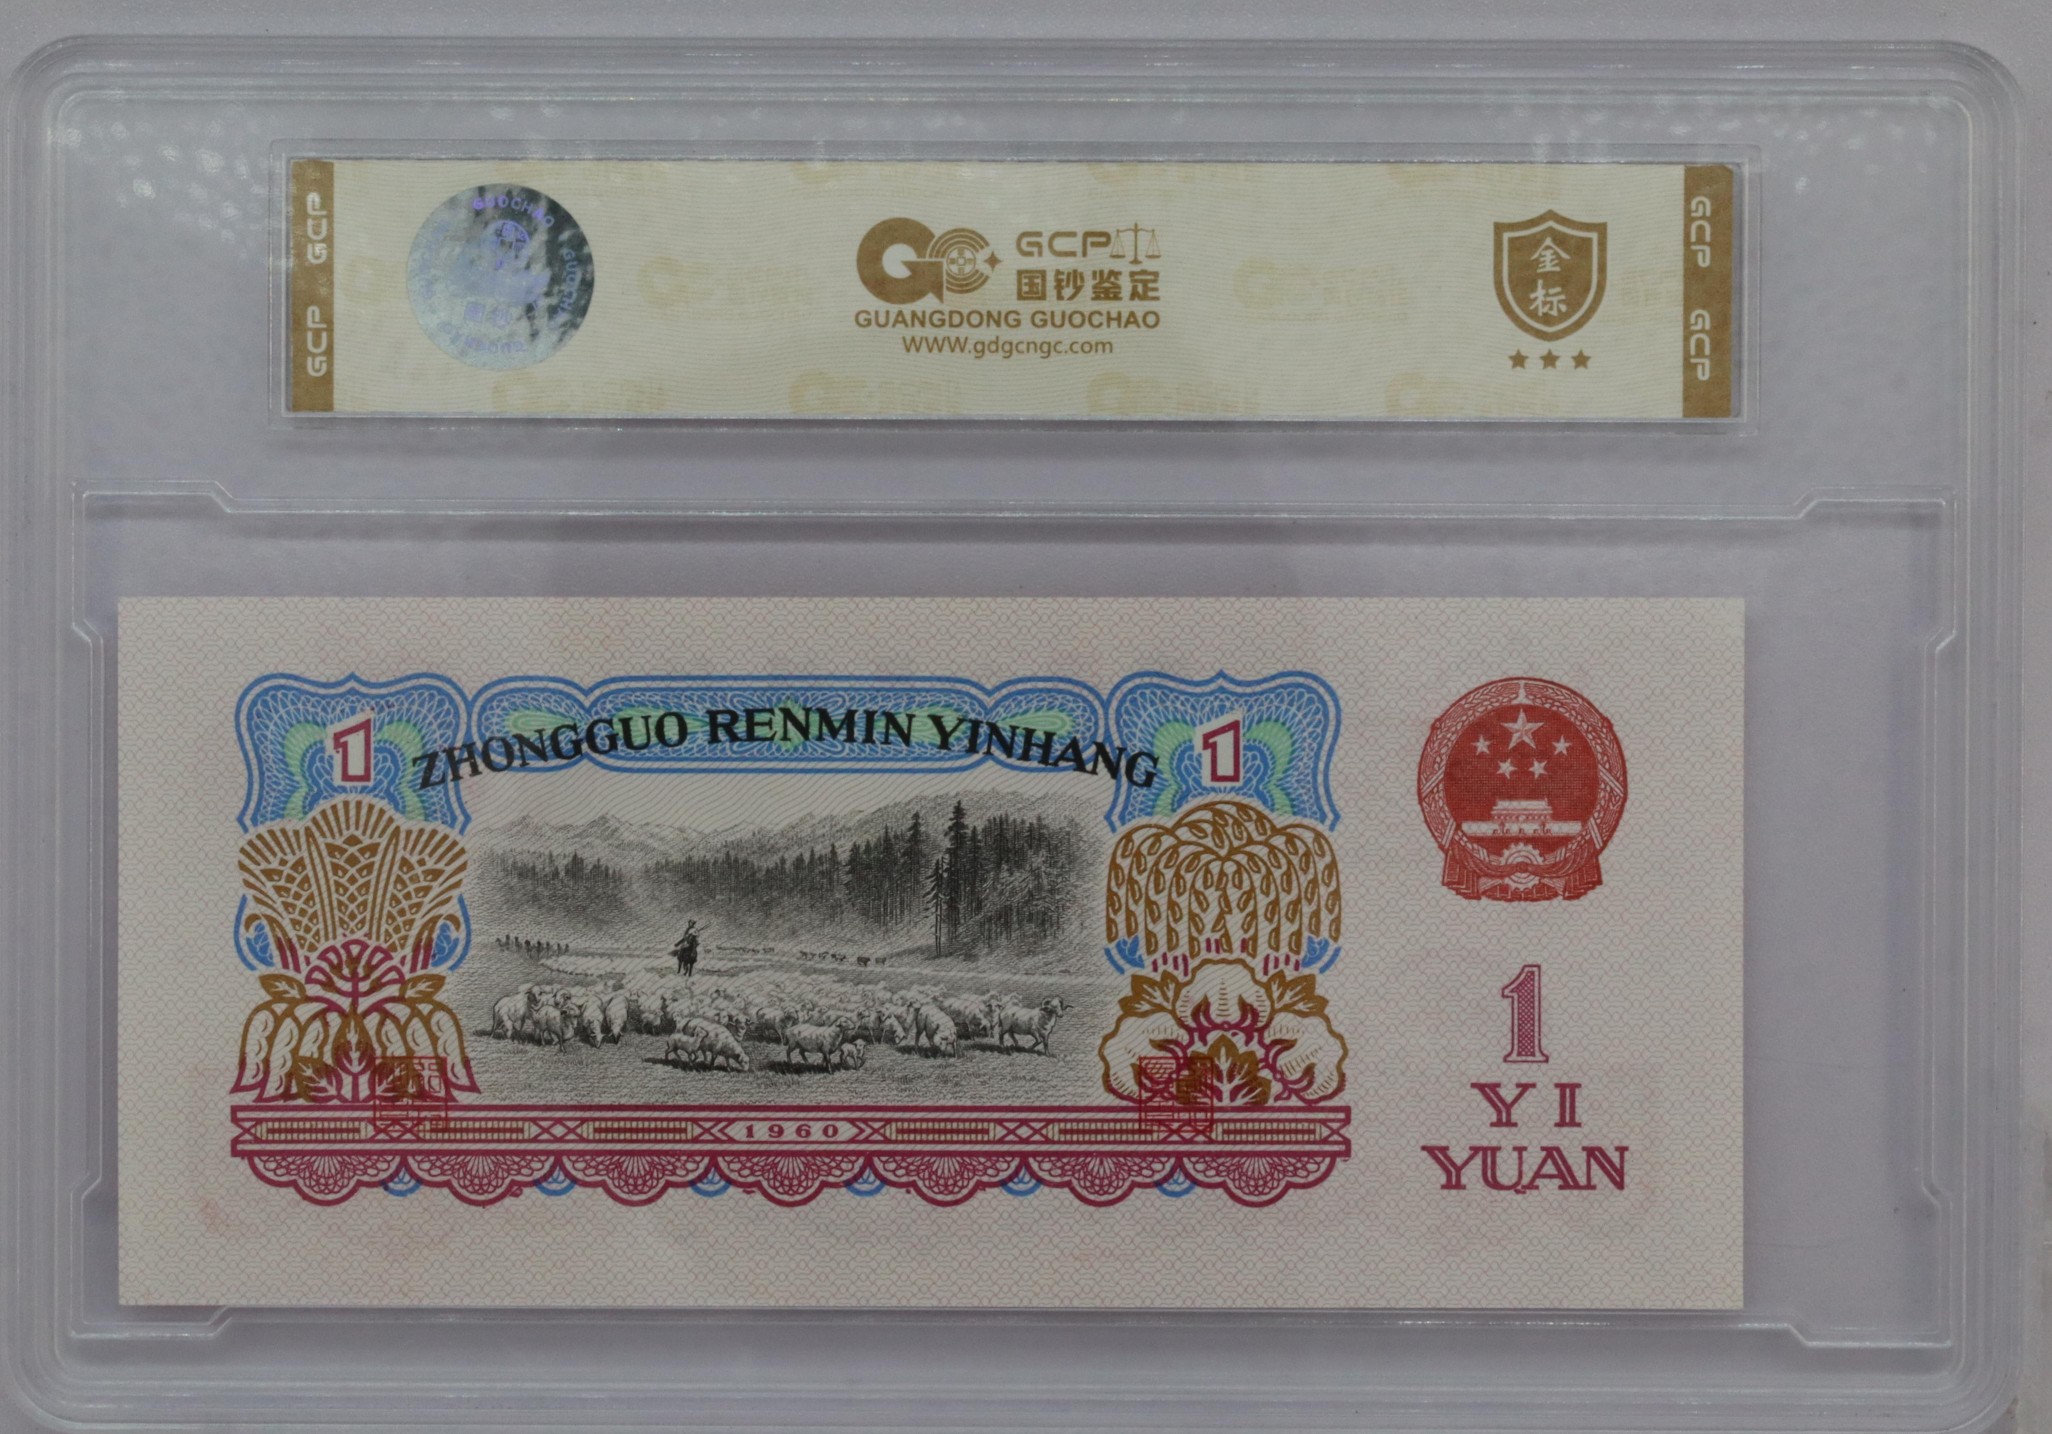 GCP GCP
GUOCHAO
GCP
国钞鉴定
GUANGDONG GUOCHAO
www.gdgcngc.com
金标
GCP GCP
1
ZHONGGUO RENMIN YINHANG
1
1960
1
YI
YUAN